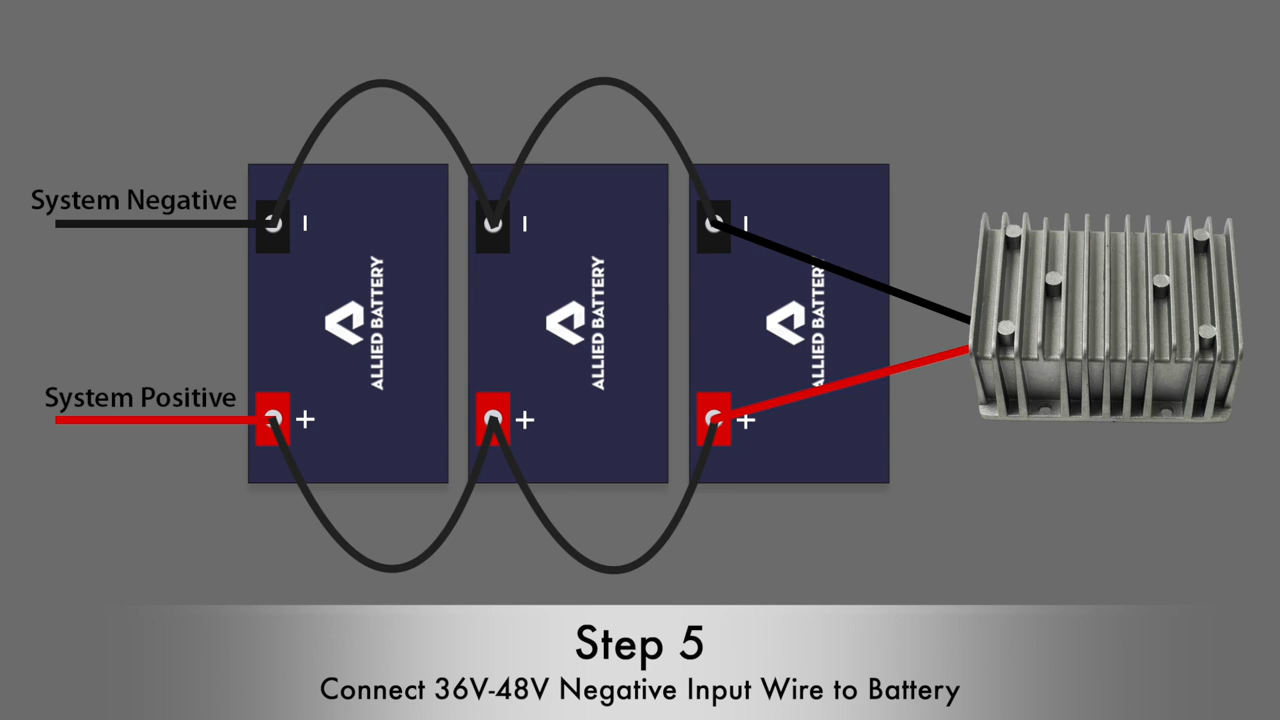 System Negative
System Positive
–
–
–
+
+
+
ALLIED BATTERY
ALLIED BATTERY
ALLIED BATTERY
Step 5
Connect 36V-48V Negative Input Wire to Battery